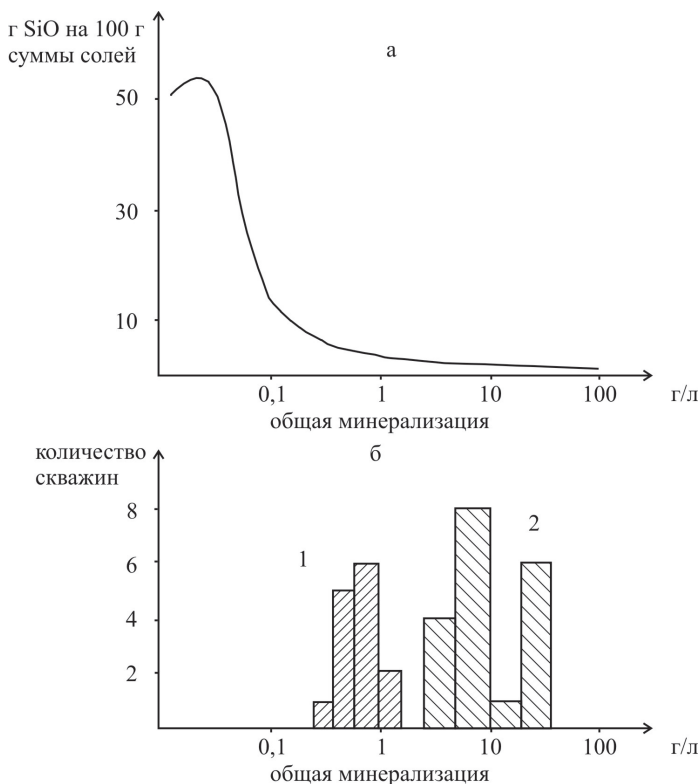 г SiO на 100 г
суммы солей
а
50
30
10
0,1 1 10 100 г/л
общая минерализация
количество
скважин
б
8
2
6
1
4
2
0,1 1 10 100 г/л
общая минерализация